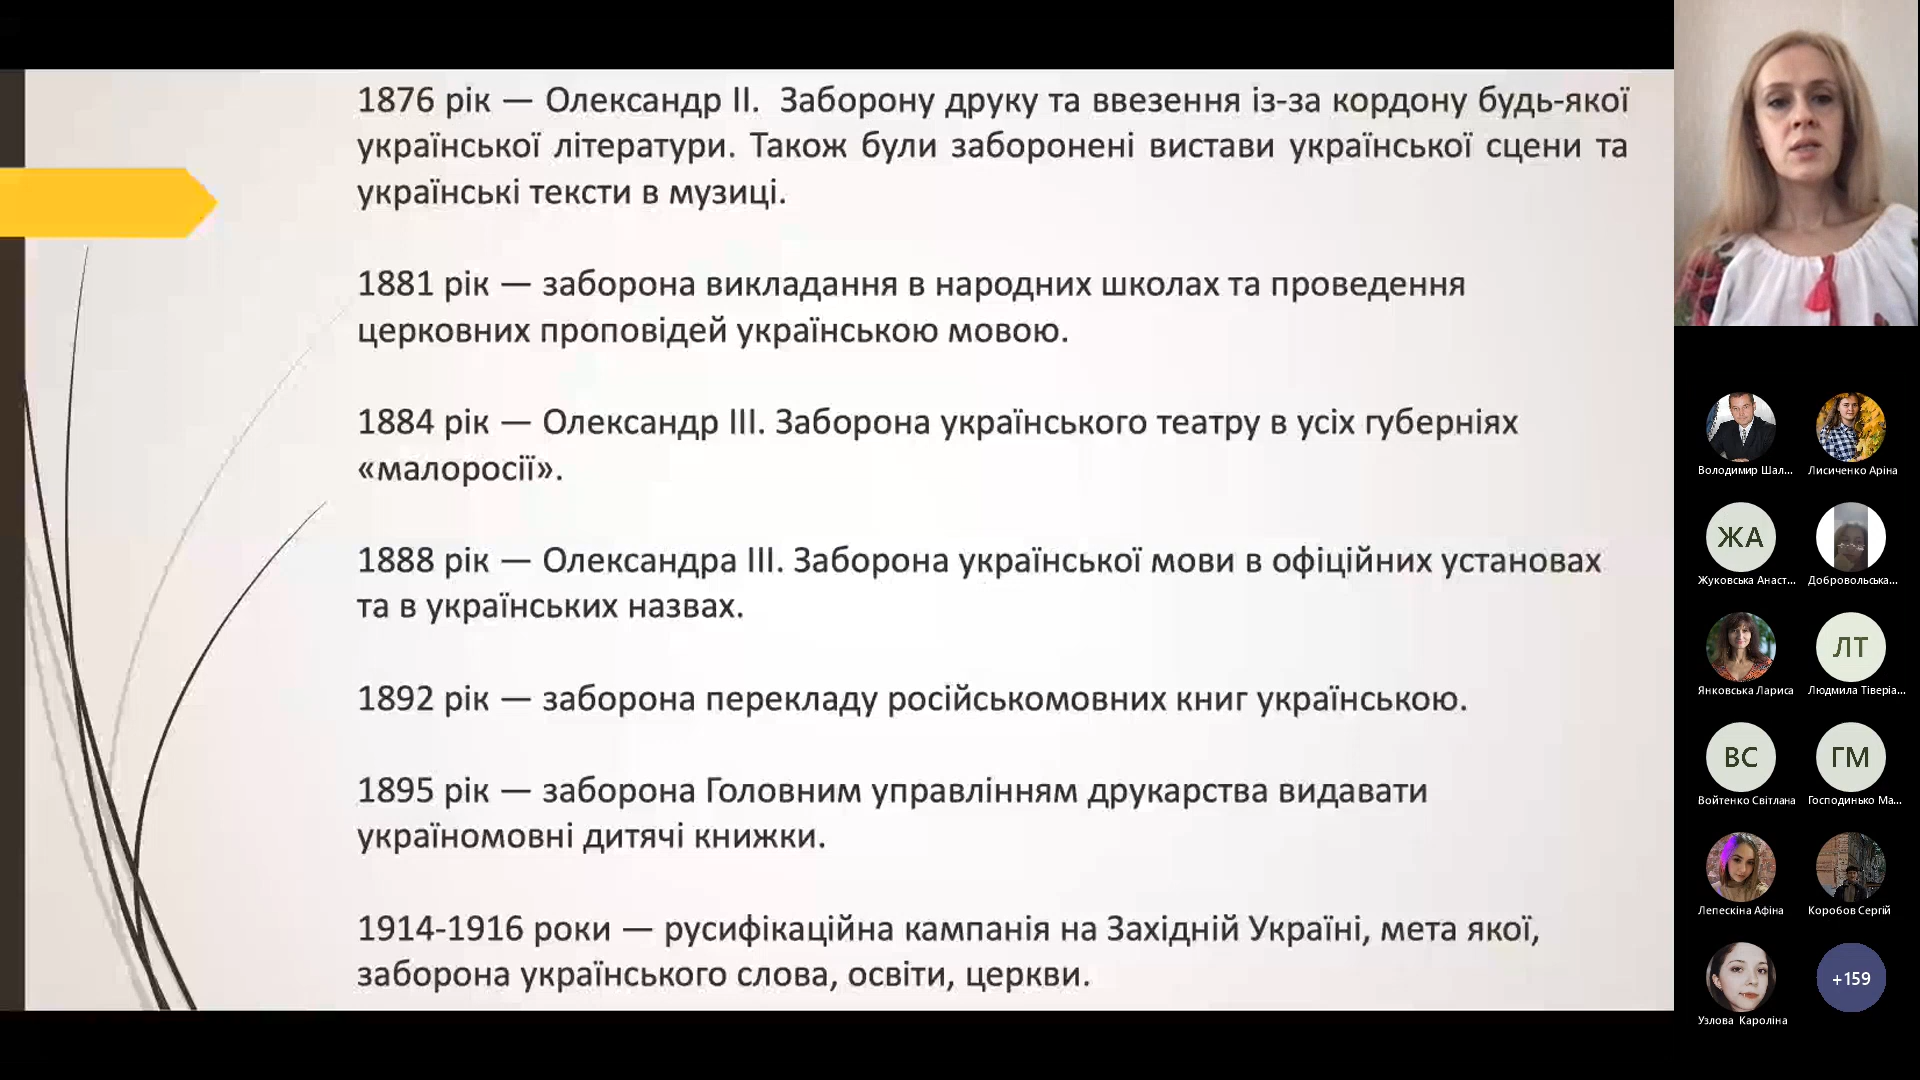 1876 рік — Олександр ІІ.  Заборону друку та ввезення із-за кордону будь-якої
української літератури. Також були заборонені вистави української сцени та
українські тексти в музиці.
1881 рік — заборона викладання в народних школах та проведення
церковних проповідей українською мовою.
1884 рік — Олександр ІІІ. Заборона українського театру в усіх губерніях
«малоросії».
1888 рік — Олександра ІІІ. Заборона української мови в офіційних установах
та в українських назвах.
1892 рік — заборона перекладу російськомовних книг українською.
1895 рік — заборона Головним управлінням друкарства видавати
україномовні дитячі книжки.
1914-1916 роки — русифікаційна кампанія на Західній Україні, мета якої,
заборона українського слова, освіти, церкви.
Володимир Шал...
Лисиченко Аріна
ЖА
Жуковська Анаст...
Добровольська...
Янковська Лариса
ЛТ
Людмила Тіверіа...
ВС
Войтенко Світлана
ГМ
Господинько Ма...
Лепескіна Афіна
Коробов Сергій
Узлова Кароліна
+159